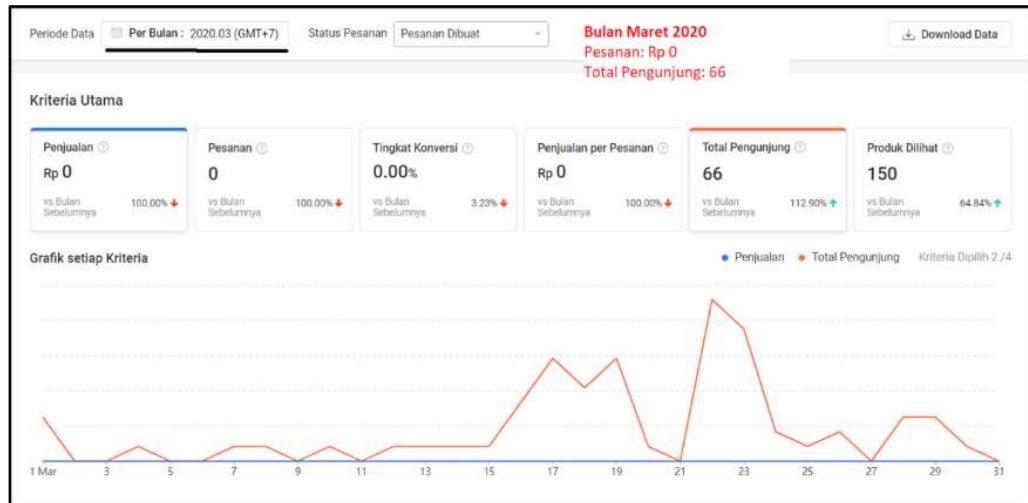 Periode Data Per Bulan : 2020.03 (GMT+7) Status Pesanan Pesanan Dibuat Bulan Maret 2020 Download Data
Pesanan: Rp 0
Total Pengunjung: 66
Kriteria Utama
Penjualan
Rp 0
vs Bulan Sebelumnya 100.00%
Pesanan
0
vs Bulan Sebelumnya 100.00%
Tingkat Konversi
0.00%
vs Bulan Sebelumnya 3.23%
Penjualan per Pesanan
Rp 0
vs Bulan Sebelumnya 100.00%
Total Pengunjung
66
vs Bulan Sebelumnya 112.90%
Produk Dilihat
150
vs Bulan Sebelumnya 64.84%
Grafik setiap Kriteria Penjualan Total Pengunjung Kriteria Dipilih 2 /4
1 Mar 3 5 7 9 11 13 15 17 19 21 23 25 27 29 31